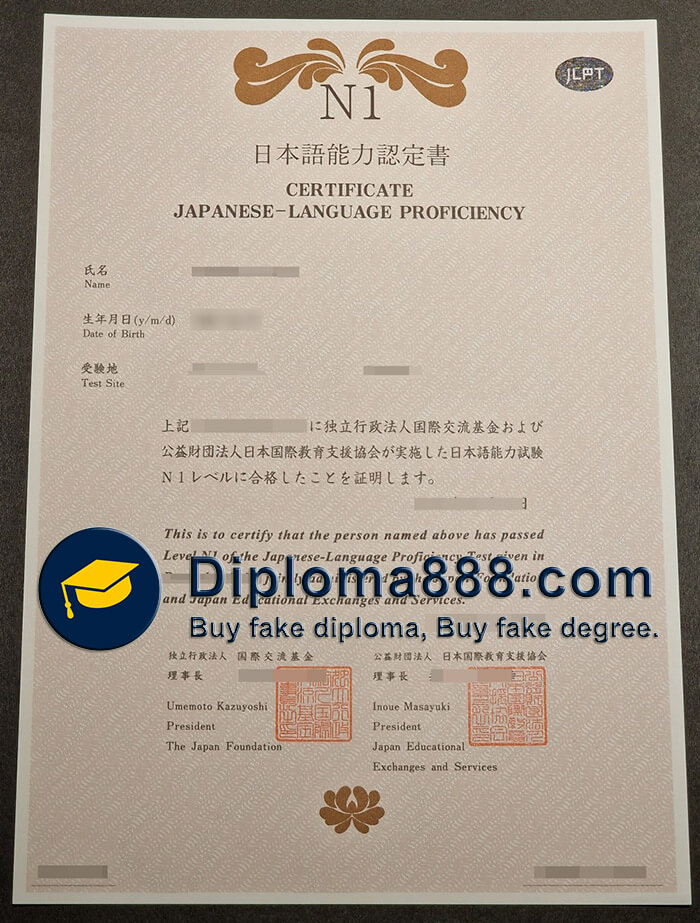 JLPT
N1
日本語能力認定書
CERTIFICATE
JAPANESE-LANGUAGE PROFICIENCY
氏名
Name
生年月日(y/m/d)
Date of Birth
受験地
Test Site
上記に独立行政法人国際交流基金および
公益財団法人日本国際教育支援協会が実施した日本語能力試験
N1レベルに合格したことを証明します。
日
This is to certify that the person named above has passed
Level N1 of the Japanese-Language Proficiency Test given in
and Japan Educational Exchanges and Services.
Diploma888.com
Buy fake diploma, Buy fake degree.
独立行政法人 国際交流基金
理事長
Umemoto Kazuyoshi
President
The Japan Foundation
公益財団法人 日本国際教育支援協会
理事長
Inoue Masayuki
President
Japan Educational
Exchanges and Services